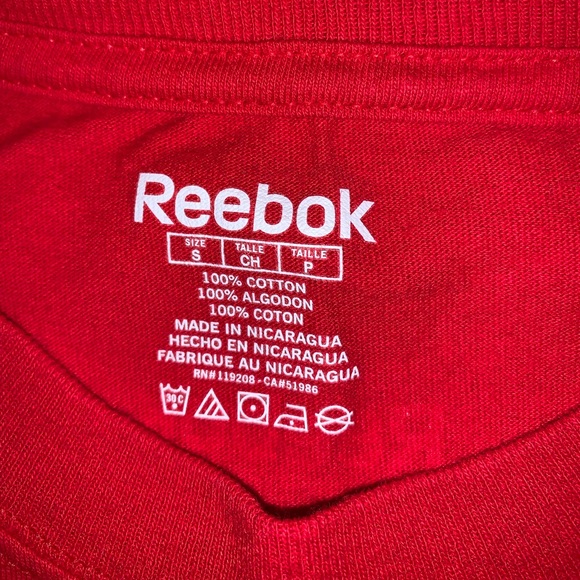 Reebok
SIZE TALLE TAILLE
S CH P
100% COTTON
100% ALGODON
100% COTON
MADE IN NICARAGUA
HECHO EN NICARAGUA
FABRIQUE AU NICARAGUA
RN#119208 - CA#51986
30C